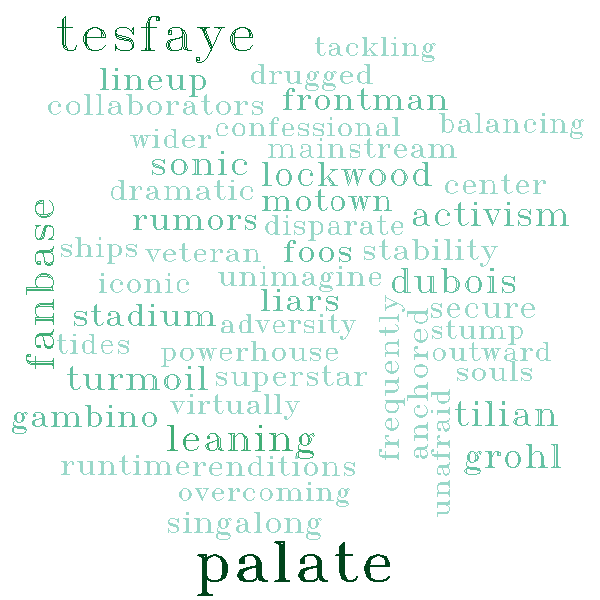 tesfaye
tackling
lineup
drugged
collaborators
frontman
wider
confessional
balancing
mainstream
sonic
lockwood
center
dramatic
motown
activism
rumors
disparate
fanbase
ships
veteran
foos
stability
iconic
unimagine
dubois
liars
stadium
adversity
frequently
anchored
secure
stump
tides
powerhouse
outward
turmoil
superstar
souls
gambino
virtually
unafraid
tilian
leaning
grohl
runtime
renditions
overcoming
singalong
palate